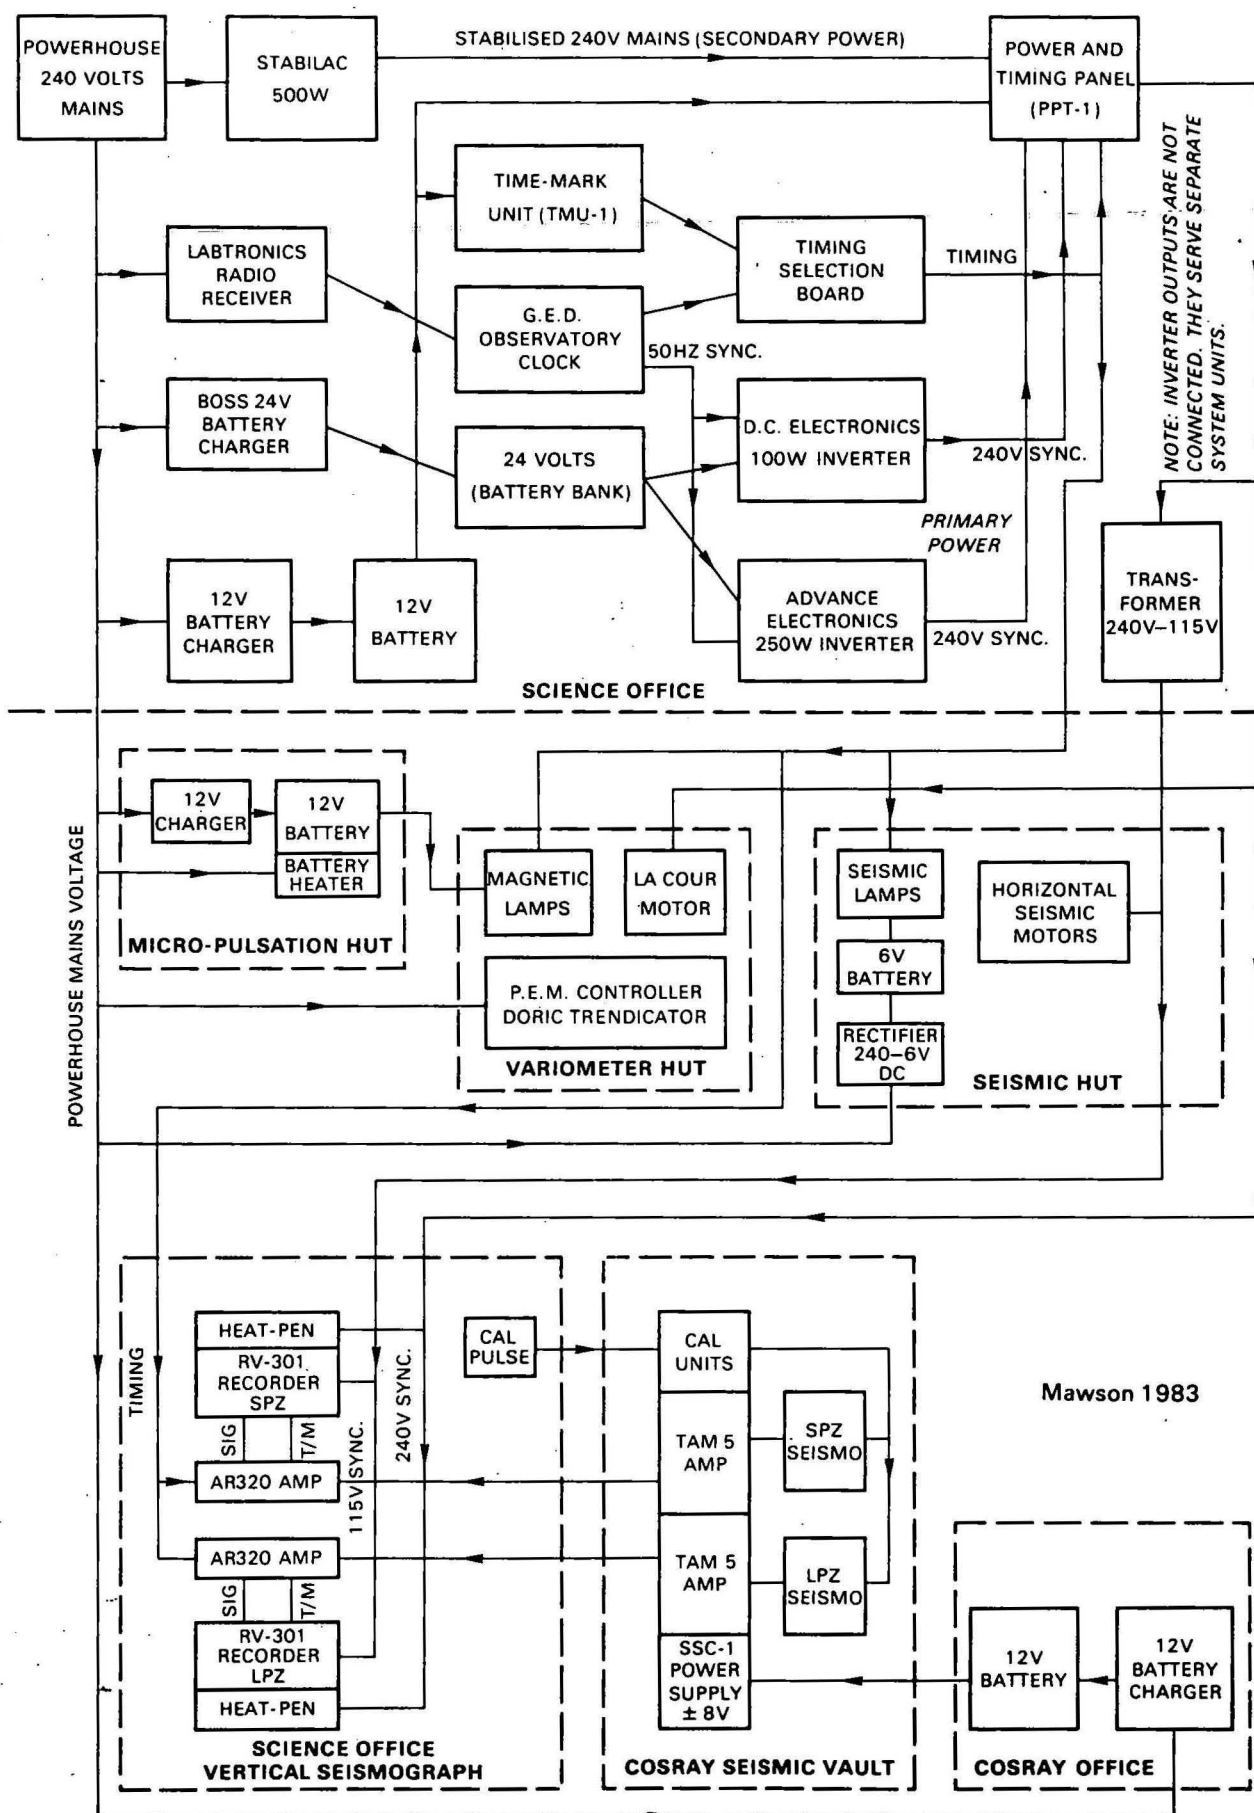 POWERHOUSE
240 VOLTS
MAINS
STABILAC
500W
STABILISED 240V MAINS (SECONDARY POWER)
POWER AND
TIMING PANEL
(PPT-1)
NOTE: INVERTER OUTPUTS ARE NOT
CONNECTED. THEY SERVE SEPARATE
SYSTEM UNITS.
TIME-MARK
UNIT (TMU-1)
LABTRONICS
RADIO
RECEIVER
TIMING
SELECTION
BOARD
TIMING
G.E.D.
OBSERVATORY
CLOCK
50HZ SYNC.
BOSS 24V
BATTERY
CHARGER
24 VOLTS
(BATTERY BANK)
D.C. ELECTRONICS
100W INVERTER
240V SYNC.
PRIMARY
POWER
12V
BATTERY
CHARGER
12V
BATTERY
ADVANCE
ELECTRONICS
250W INVERTER
240V SYNC.
TRANS-
FORMER
240V–115V
SCIENCE OFFICE
POWERHOUSE MAINS VOLTAGE
12V
CHARGER
12V
BATTERY
BATTERY
HEATER
MICRO-PULSATION HUT
MAGNETIC
LAMPS
LA COUR
MOTOR
P.E.M. CONTROLLER
DORIC TRENDICATOR
VARIOMETER HUT
SEISMIC
LAMPS
6V
BATTERY
RECTIFIER
240–6V
DC
HORIZONTAL
SEISMIC
MOTORS
SEISMIC HUT
TIMING
HEAT-PEN
RV-301
RECORDER
SPZ
SIG
T/M
AR320 AMP
115V SYNC.
240V SYNC.
AR320 AMP
SIG
T/M
RV-301
RECORDER
LPZ
HEAT-PEN
SCIENCE OFFICE
VERTICAL SEISMOGRAPH
CAL
PULSE
CAL
UNITS
TAM 5
AMP
SPZ
SEISMO
TAM 5
AMP
LPZ
SEISMO
SSC-1
POWER
SUPPLY
± 8V
COSRAY SEISMIC VAULT
Mawson 1983
12V
BATTERY
12V
BATTERY
CHARGER
COSRAY OFFICE